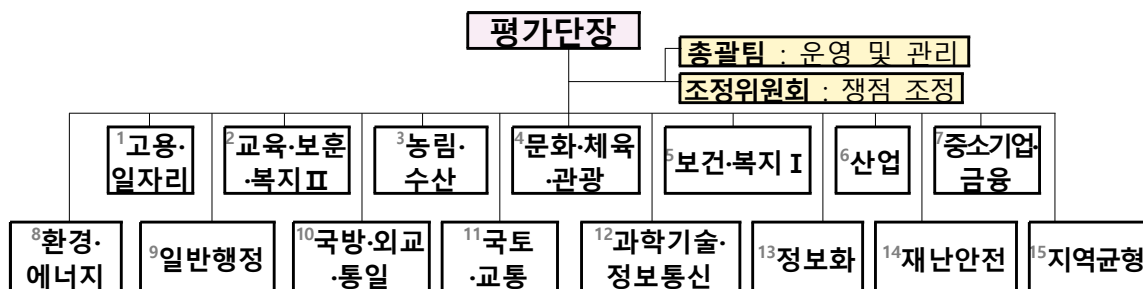 평가단장
총괄팀 : 운영 및 관리
조정위원회 : 쟁점 조정
1고용·
일자리
2교육·보훈
·복지Ⅱ
3농림·
수산
4문화·체육
·관광
5보건·복지Ⅰ
6산업
7중소기업·
금융
8환경·
에너지
9일반행정
10국방·외교
·통일
11국토
·교통
12과학기술·
정보통신
13정보화
14재난안전
15지역균형